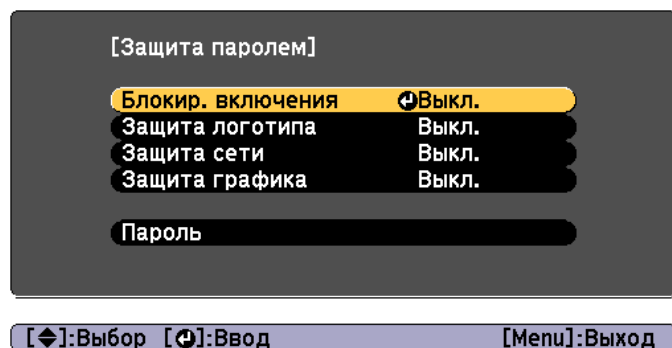 [Защита паролем]
Блокир. включения Выкл.
Защита логотипа Выкл.
Защита сети Выкл.
Защита графика Выкл.
Пароль
[◆]:Выбор [↵]:Ввод [Menu]:Выход